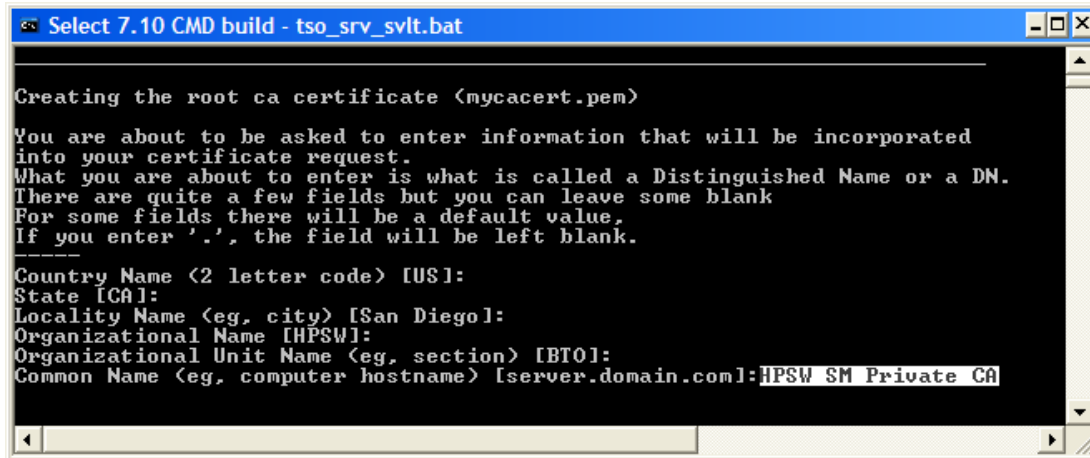 Select 7.10 CMD build - tso_srv_svlt.bat
Creating the root ca certificate (mycacert.pem)
You are about to be asked to enter information that will be incorporated
into your certificate request.
What you are about to enter is what is called a Distinguished Name or a DN.
There are quite a few fields but you can leave some blank
For some fields there will be a default value,
If you enter '.', the field will be left blank.
-----
Country Name (2 letter code) [US]:
State [CA]:
Locality Name (eg, city) [San Diego]:
Organizational Name [HPSW]:
Organizational Unit Name (eg, section) [BTO]:
Common Name (eg, computer hostname) [server.domain.com]:HPSW SM Private CA